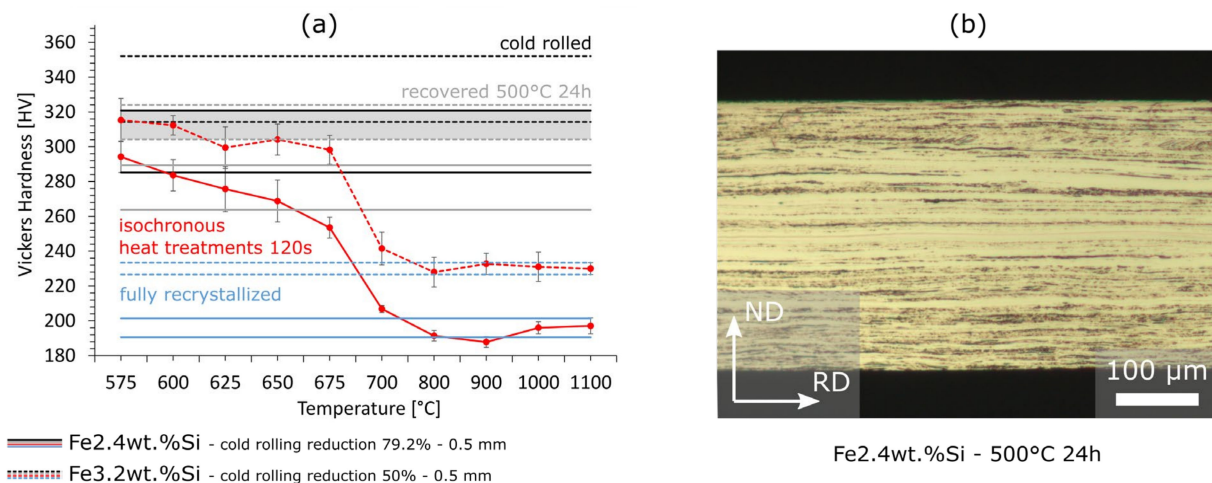 (a)
Vickers Hardness [HV]
360
340
320
300
280
260
240
220
200
180
cold rolled
recovered 500°C 24h
isochronous
heat treatments 120s
fully recrystallized
575 600 625 650 675 700 800 900 1000 1100
Temperature [°C]
Fe2.4wt.%Si - cold rolling reduction 79.2% - 0.5 mm
Fe3.2wt.%Si - cold rolling reduction 50% - 0.5 mm
(b)
ND
RD
100 µm
Fe2.4wt.%Si - 500°C 24h